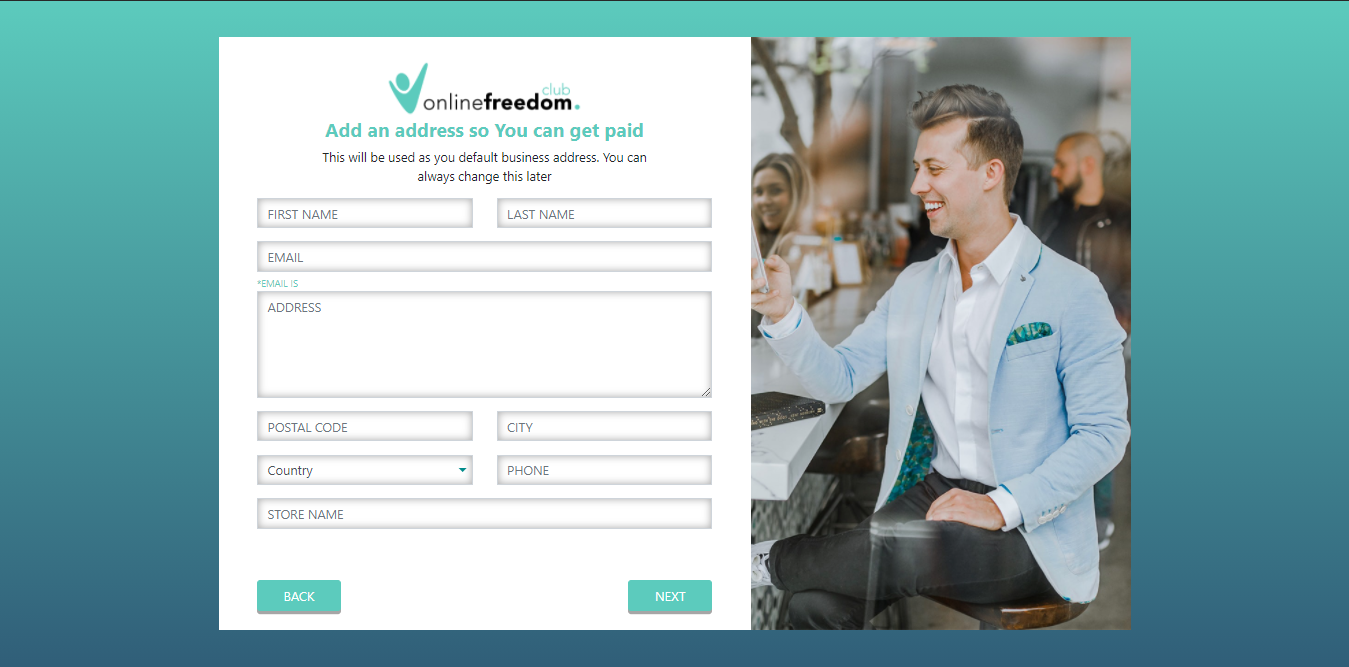 club
onlinefreedom.
Add an address so You can get paid
This will be used as you default business address. You can
always change this later
FIRST NAME
LAST NAME
EMAIL
*EMAIL IS
ADDRESS
POSTAL CODE
CITY
Country
PHONE
STORE NAME
BACK
NEXT